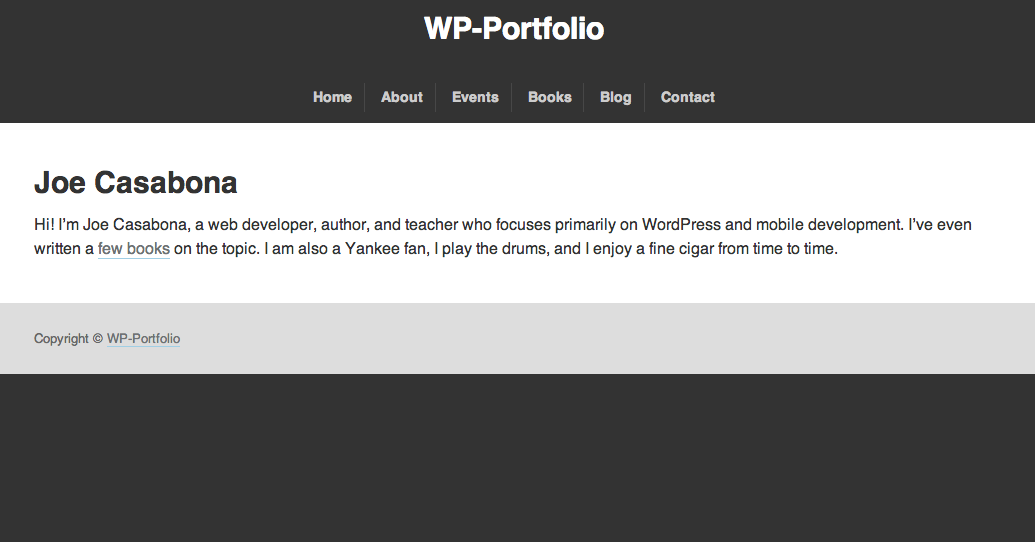 WP-Portfolio
Home About Events Books Blog Contact
Joe Casabona
Hi! I’m Joe Casabona, a web developer, author, and teacher who focuses primarily on WordPress and mobile development. I’ve even
written a few books on the topic. I am also a Yankee fan, I play the drums, and I enjoy a fine cigar from time to time.
Copyright © WP-Portfolio